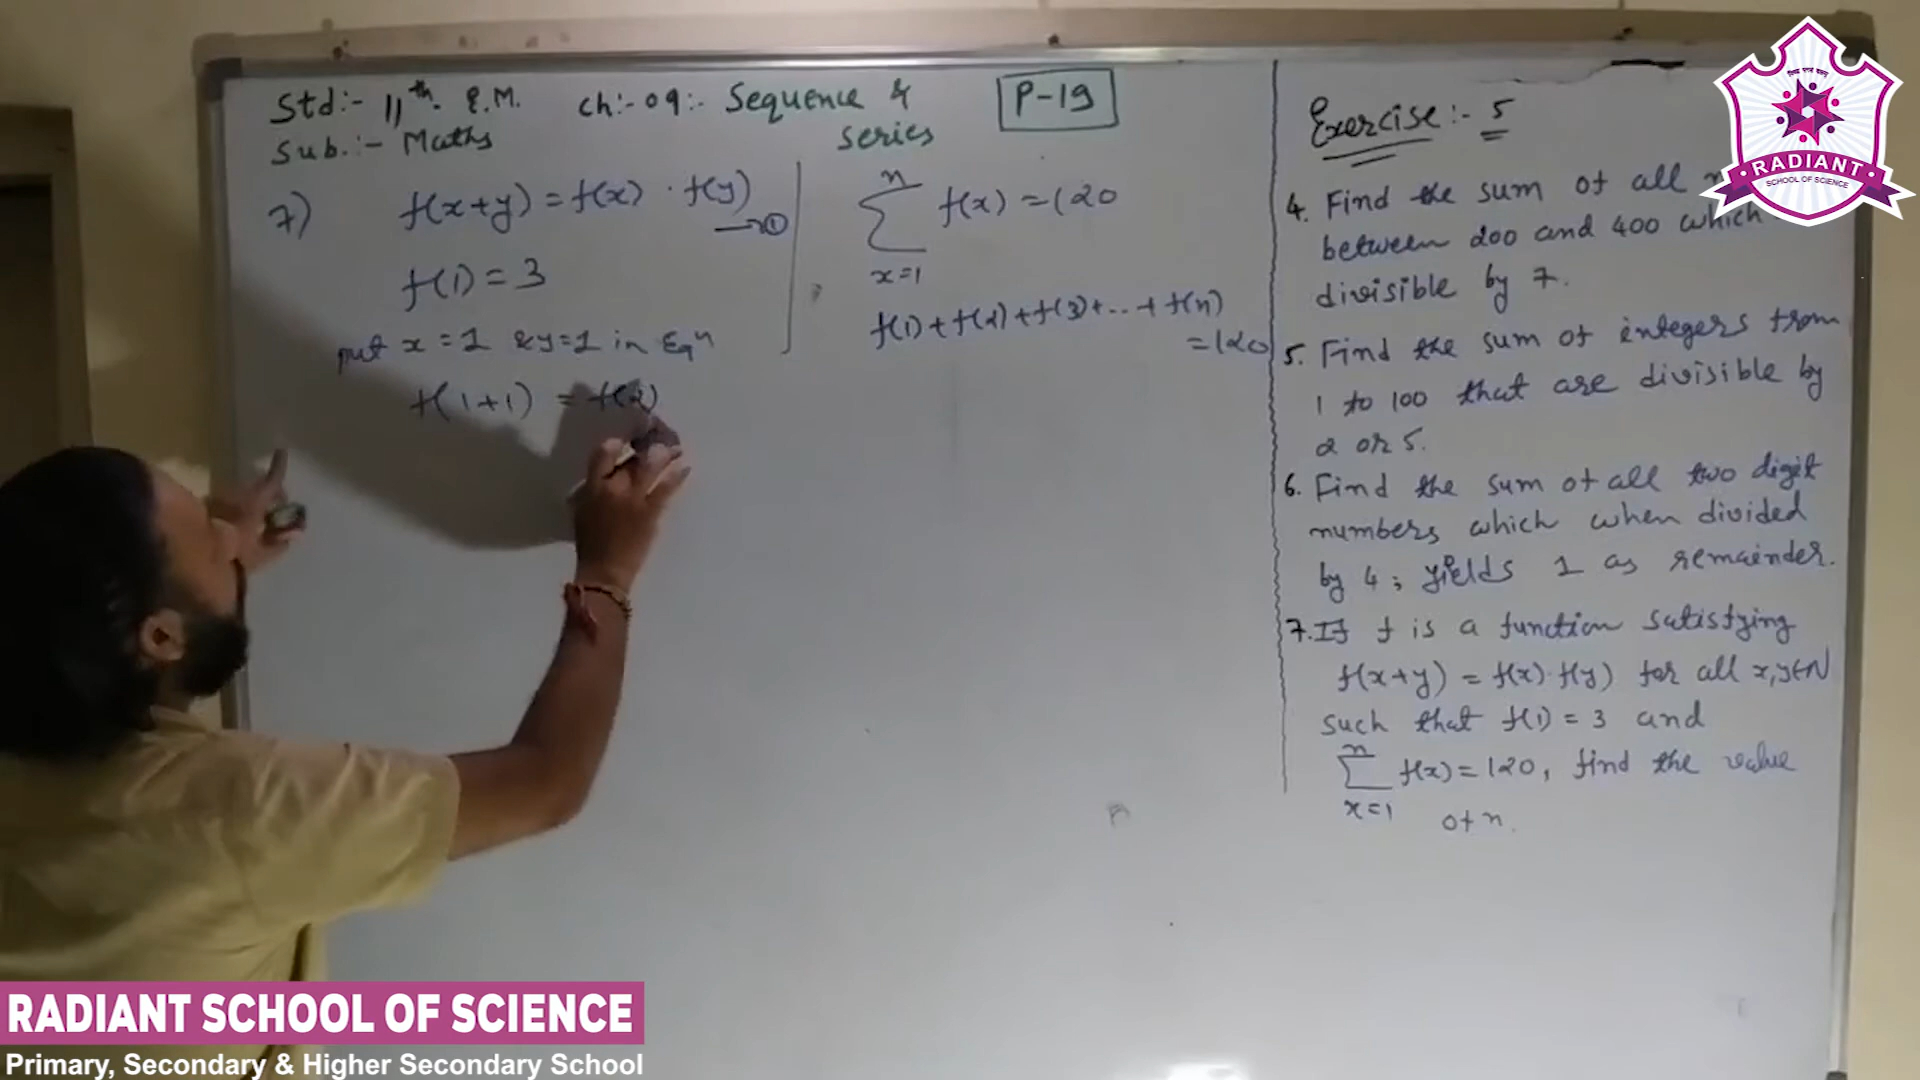 Std:- 11th. E.M.
Sub.:- Maths
ch:- 09:- Sequence &
series
P-19
7) f(x+y) = f(x) · f(y)
→ ①
f(1) = 3
put x = 1 & y = 1 in Eqn
f(1+1) = f(2)
n
∑ f(x) = 120
x=1
f(1) + f(2) + f(3) + ... + f(n)
= 120
Exercise :- 5
4. Find the sum of all
between 200 and 400 which
divisible by 7.
5. Find the sum of integers from
1 to 100 that are divisible by
2 or 5.
6. Find the sum of all two digit
numbers which when divided
by 4, yields 1 as remainder.
7. If f is a function satisfying
f(x+y) = f(x)·f(y) for all x,y∈N
such that f(1) = 3 and
n
∑ f(x) = 120, find the value
x=1 of n.
RADIANT
SCHOOL OF SCIENCE
RADIANT SCHOOL OF SCIENCE
Primary, Secondary & Higher Secondary School